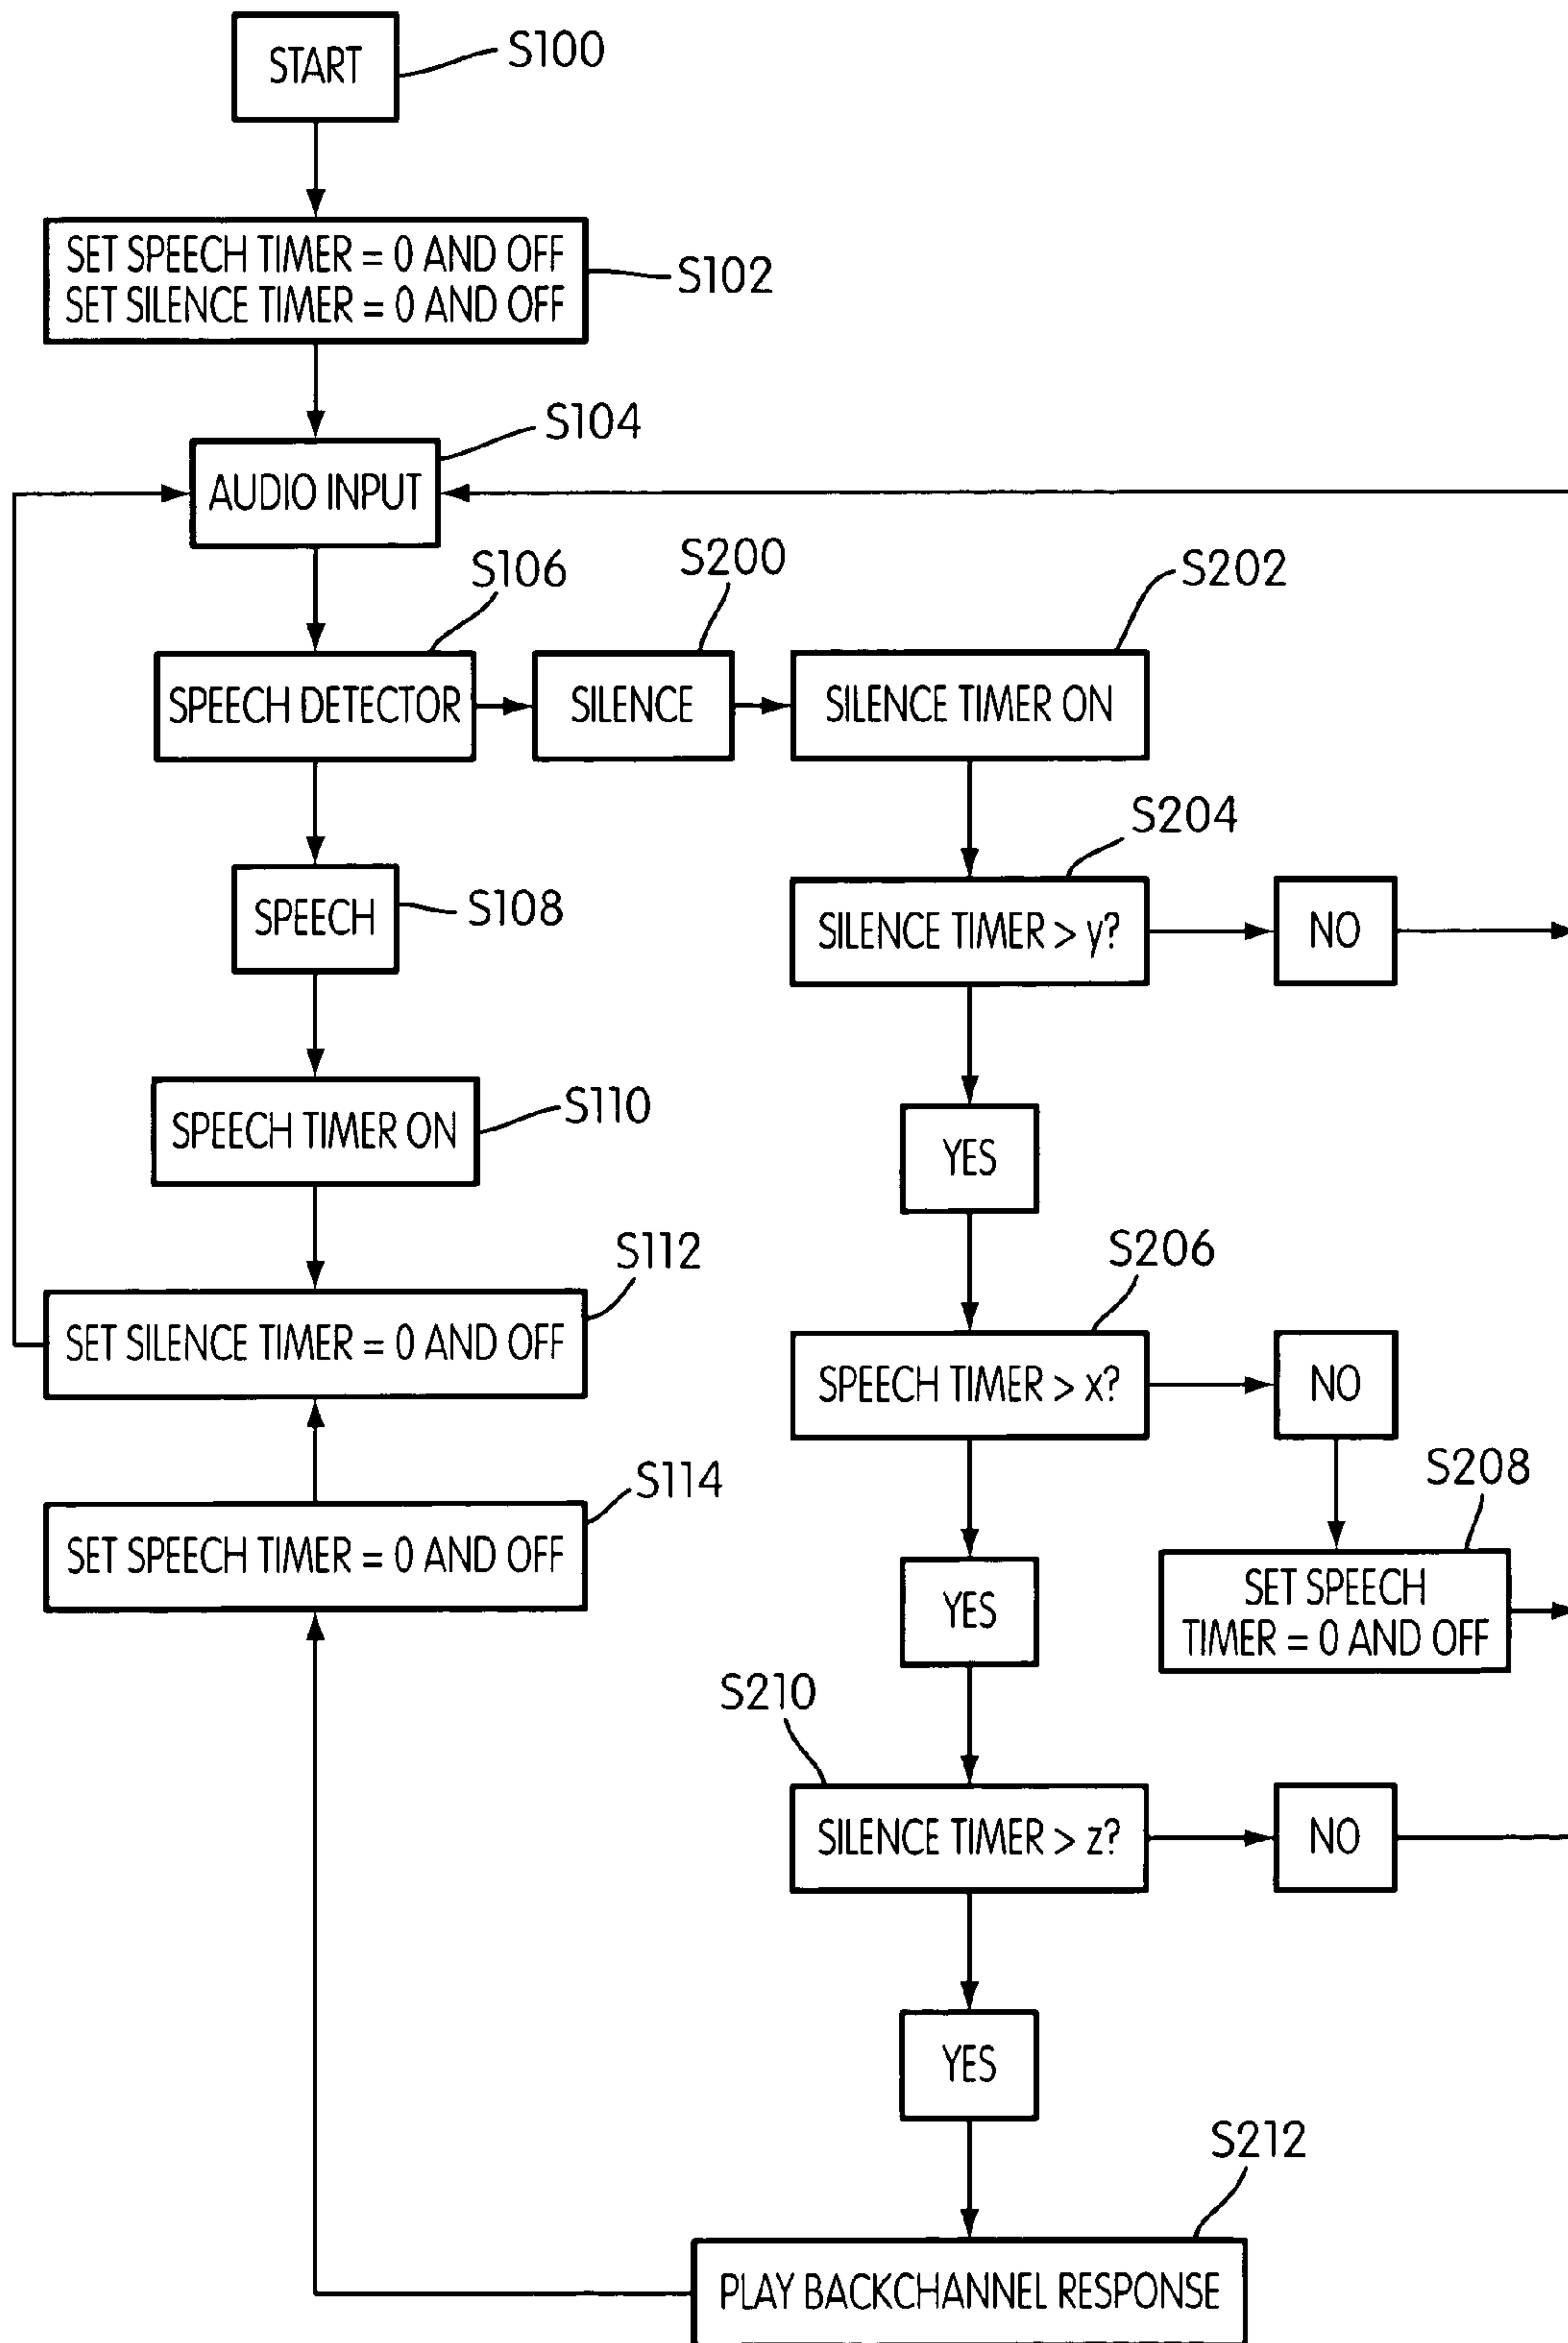 START
S100
SET SPEECH TIMER = 0 AND OFF
SET SILENCE TIMER = 0 AND OFF
S102
S104
AUDIO INPUT
S106
S200
S202
SPEECH DETECTOR
SILENCE
SILENCE TIMER ON
S204
SPEECH
S108
SILENCE TIMER > y?
NO
SPEECH TIMER ON
S110
YES
S112
S206
SET SILENCE TIMER = 0 AND OFF
SPEECH TIMER > x?
NO
S114
S208
SET SPEECH TIMER = 0 AND OFF
YES
SET SPEECH
TIMER = 0 AND OFF
S210
SILENCE TIMER > z?
NO
YES
S212
PLAY BACKCHANNEL RESPONSE